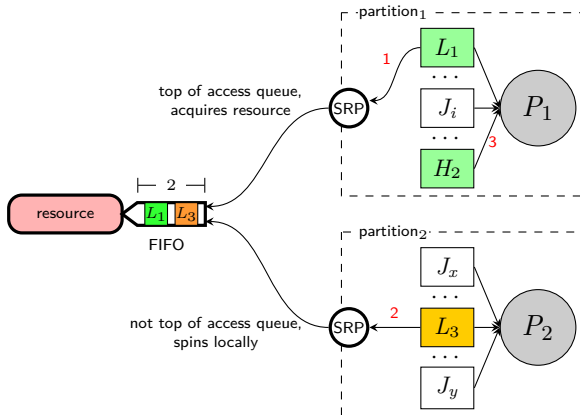 partition₁
1
L₁
top of access queue,
acquires resource
SRP
...
Jᵢ
P₁
...
3
H₂
2
resource
L₁ L₃
FIFO
partition₂
Jₓ
...
not top of access queue,
spins locally
SRP
2
L₃
P₂
...
Jᵧ